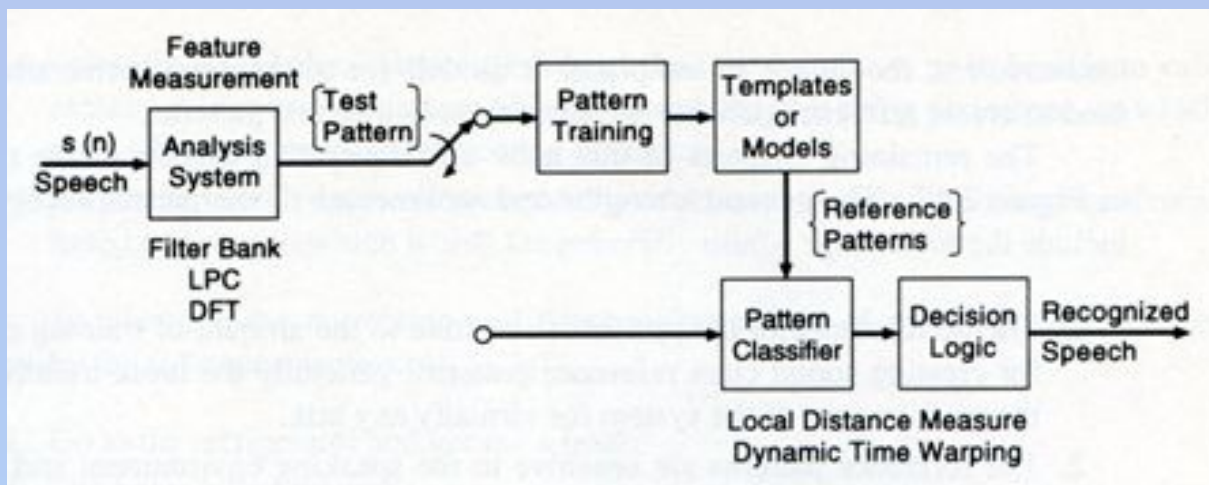 Feature
Measurement
s (n)
Speech
Analysis
System
Filter Bank
LPC
DFT
{Test
Pattern}
Pattern
Training
Templates
or
Models
{Reference
Patterns}
Pattern
Classifier
Decision
Logic
Recognized
Speech
Local Distance Measure
Dynamic Time Warping